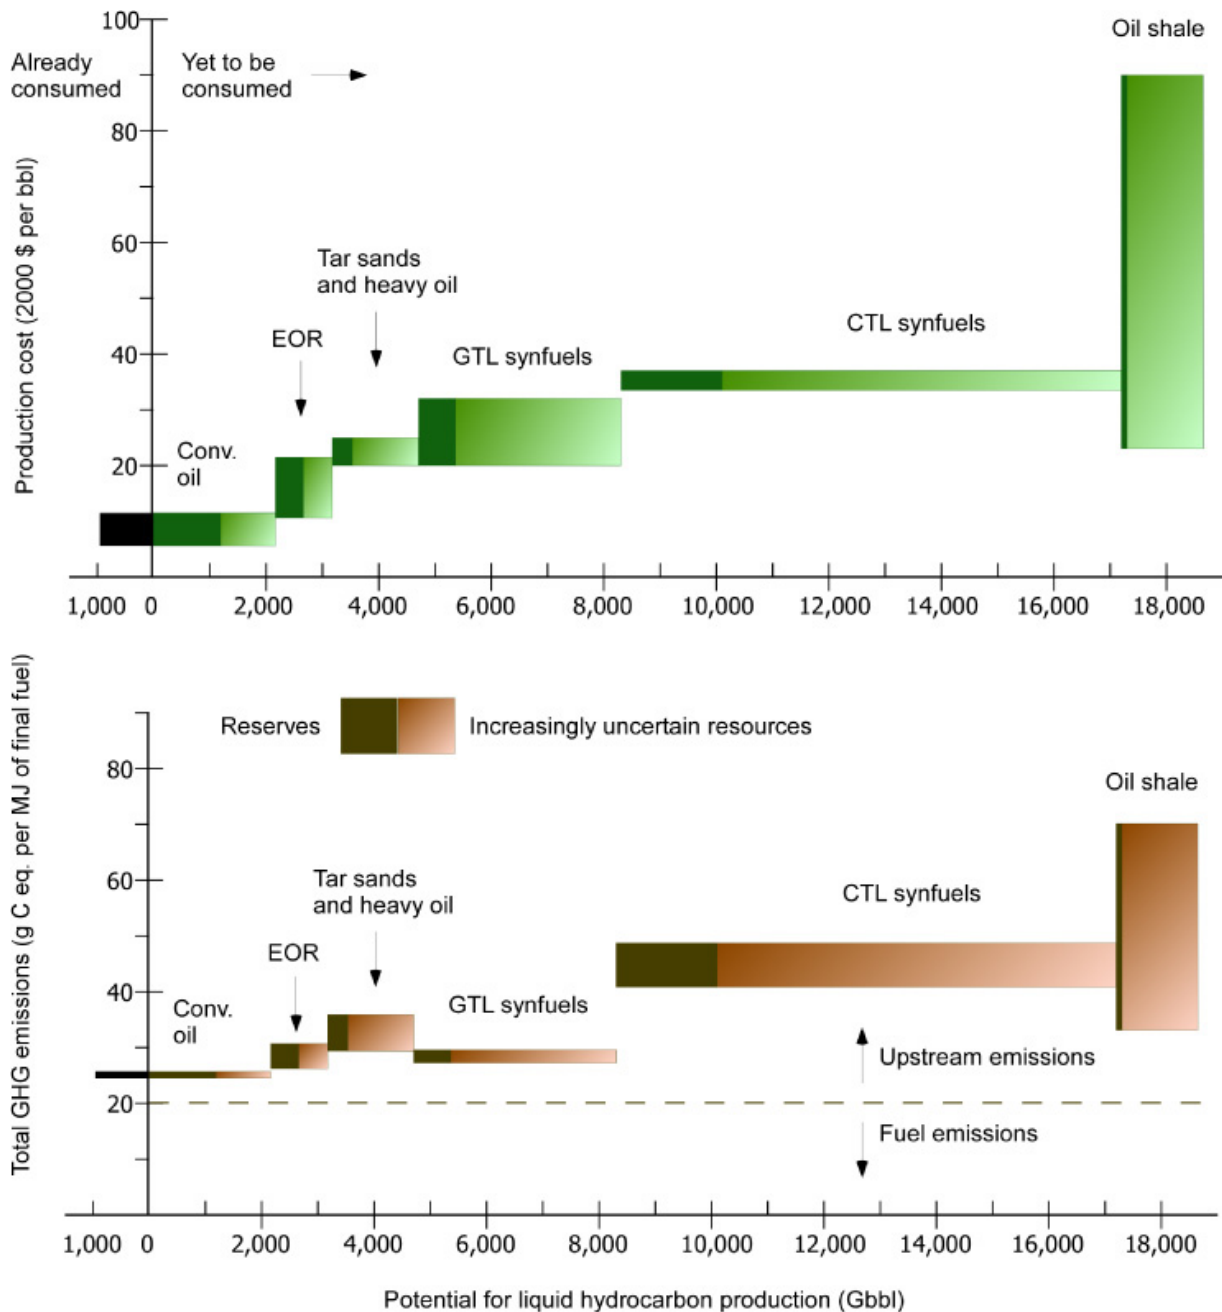 100
Oil shale
Already
consumed
Yet to be
consumed
80
Production cost (2000 $ per bbl)
60
Tar sands
and heavy oil
EOR
40
GTL synfuels
CTL synfuels
Conv.
oil
20
1,000 0 2,000 4,000 6,000 8,000 10,000 12,000 14,000 16,000 18,000
Total GHG emissions (g C eq. per MJ of final fuel)
Reserves
Increasingly uncertain resources
80
Oil shale
60
Tar sands
and heavy oil
CTL synfuels
EOR
40
GTL synfuels
Conv.
oil
Upstream emissions
20
Fuel emissions
1,000 0 2,000 4,000 6,000 8,000 10,000 12,000 14,000 16,000 18,000
Potential for liquid hydrocarbon production (Gbbl)